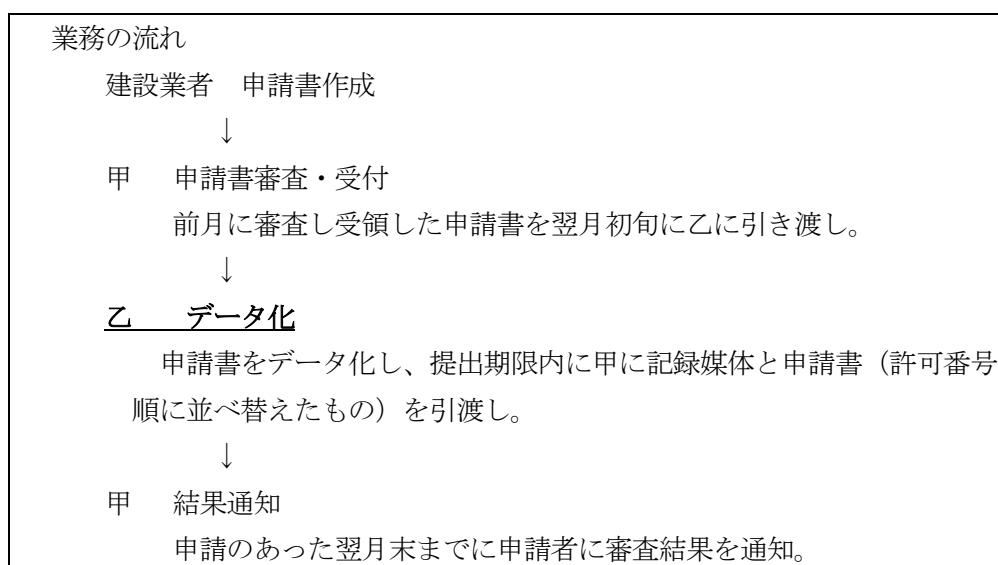 業務の流れ
建設業者　申請書作成
↓
甲　申請書審査・受付
前月に審査し受領した申請書を翌月初旬に乙に引き渡し。
↓
乙　データ化
申請書をデータ化し、提出期限内に甲に記録媒体と申請書（許可番号
順に並べ替えたもの）を引渡し。
↓
甲　結果通知
申請のあった翌月末までに申請者に審査結果を通知。